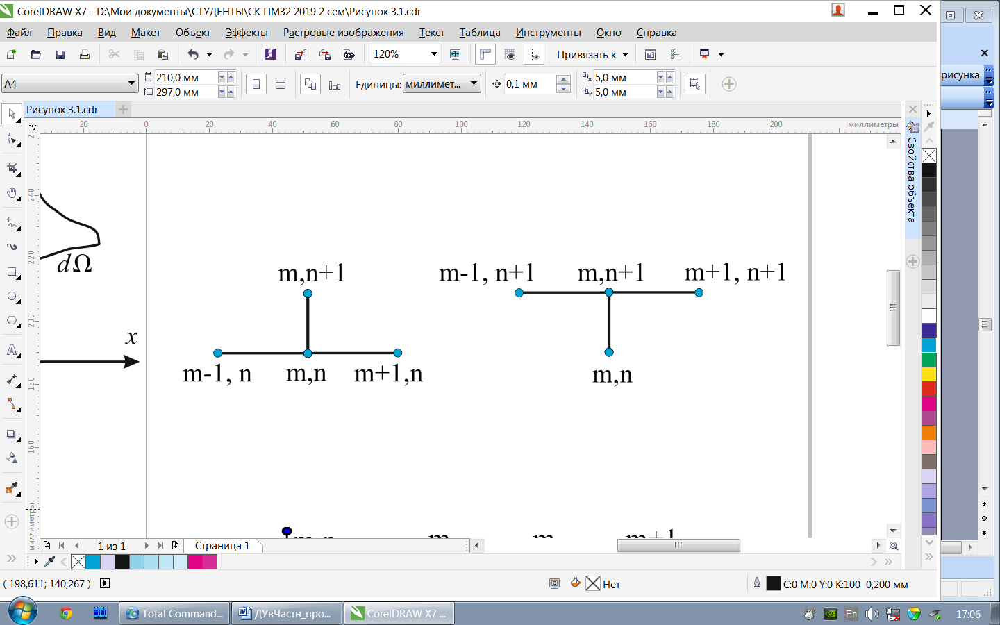 CorelDRAW X7 - D:\Мои документы\СТУДЕНТЫ\СК ПМ32 2019 2 сем\Рисунок 3.1.cdr
Файл Правка Вид Макет Объект Эффекты Растровые изображения Текст Таблица Инструменты Окно Справка
120% Привязать к
рисунка
A4 210,0 мм 297,0 мм Единицы: миллимет... 0,1 мм 5,0 мм 5,0 мм
Рисунок 3.1.cdr
20 0 20 40 60 80 100 120 140 160 180 200 миллиметры
Свойства объекта
240
220
200
180
160
миллиметры
dΩ
x
m,n+1
m-1, n m,n m+1,n
m-1, n+1 m,n+1 m+1, n+1
m,n
1 из 1 Страница 1
( 198,611; 140,267 ) Нет C:0 M:0 Y:0 K:100 0,200 мм
Total Command... ДУвЧастн_про... CorelDRAW X7 ... En 17:06